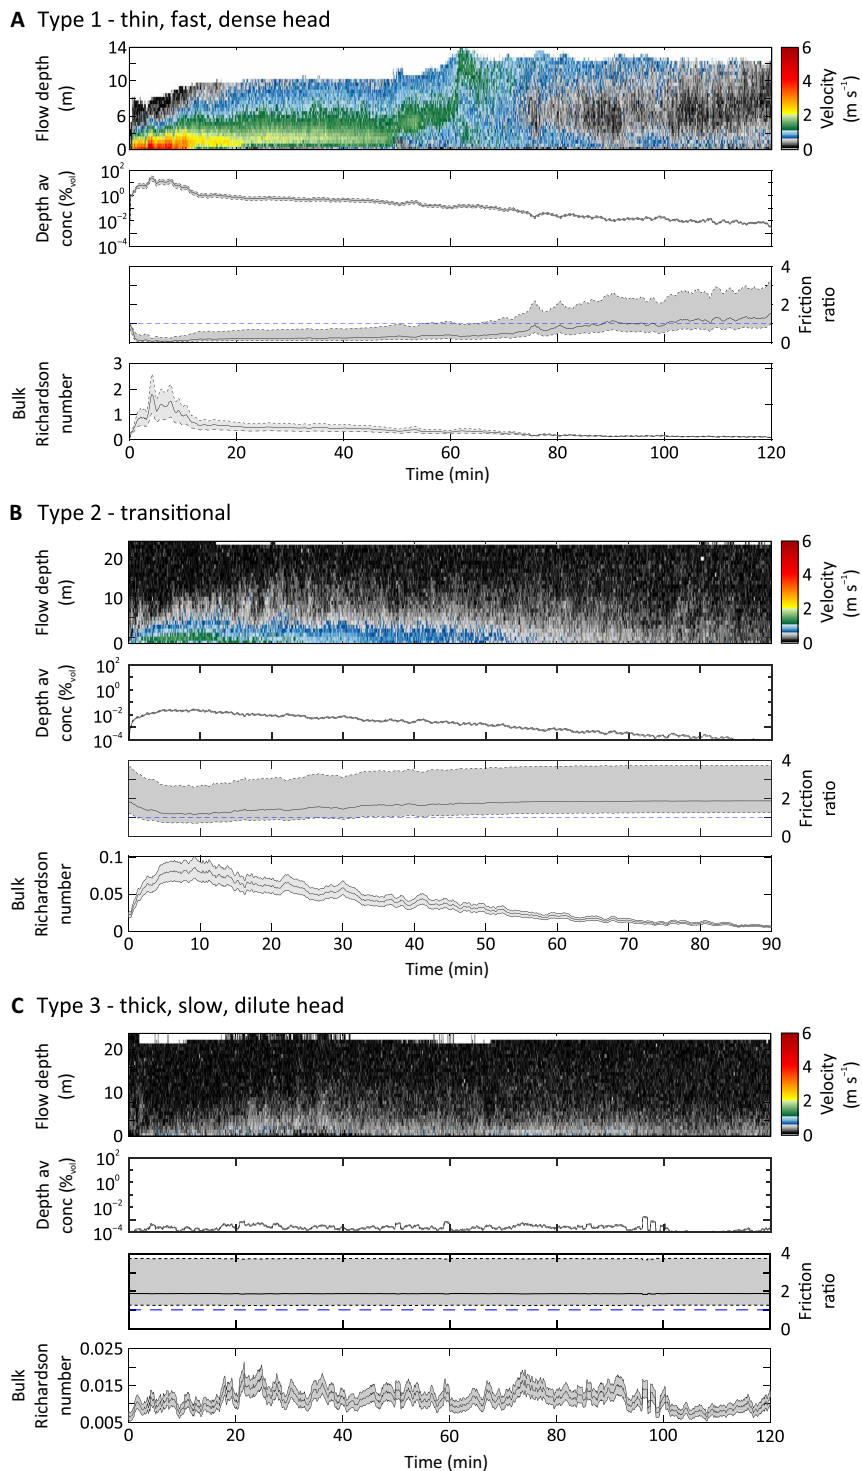 A Type 1 - thin, fast, dense head
Flow depth
(m)
14
10
6
0
6
4
2
0
Velocity
(m s⁻¹)
Depth av
conc (%vol)
10²
10⁰
10⁻²
10⁻⁴
4
2
0
Friction
ratio
Bulk
Richardson
number
3
2
1
0
0 20 40 60 80 100 120
Time (min)
B Type 2 - transitional
Flow depth
(m)
20
10
0
6
4
2
0
Velocity
(m s⁻¹)
Depth av
conc (%vol)
10²
10⁰
10⁻²
10⁻⁴
4
2
0
Friction
ratio
Bulk
Richardson
number
0.1
0.05
0
0 10 20 30 40 50 60 70 80 90
Time (min)
C Type 3 - thick, slow, dilute head
Flow depth
(m)
20
10
0
6
4
2
0
Velocity
(m s⁻¹)
Depth av
conc (%vol)
10²
10⁰
10⁻²
10⁻⁴
4
2
0
Friction
ratio
Bulk
Richardson
number
0.025
0.015
0.005
0 20 40 60 80 100 120
Time (min)